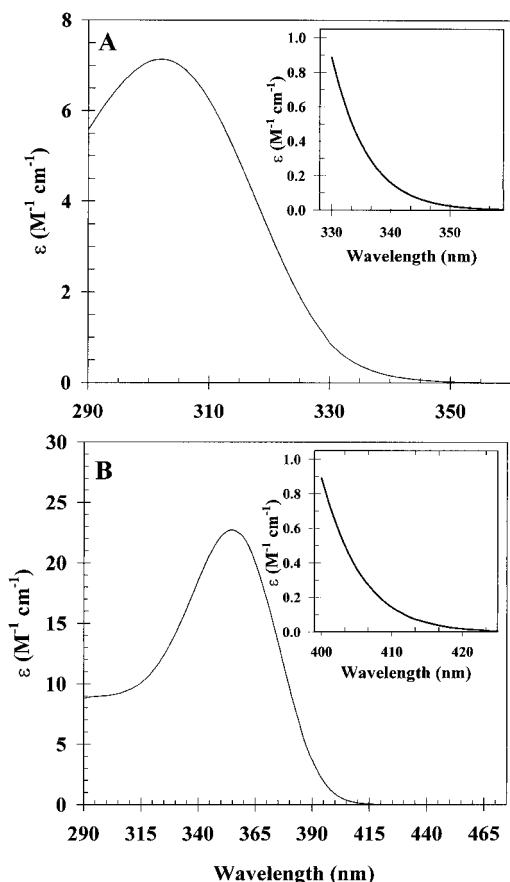 A
8
6
4
2
0
ε (M⁻¹ cm⁻¹)
290 310 330 350
1.0
0.8
0.6
0.4
0.2
0.0
ε (M⁻¹ cm⁻¹)
330 340 350
Wavelength (nm)
B
30
25
20
15
10
5
0
ε (M⁻¹ cm⁻¹)
290 315 340 365 390 415 440 465
Wavelength (nm)
1.0
0.8
0.6
0.4
0.2
0.0
ε (M⁻¹ cm⁻¹)
400 410 420
Wavelength (nm)